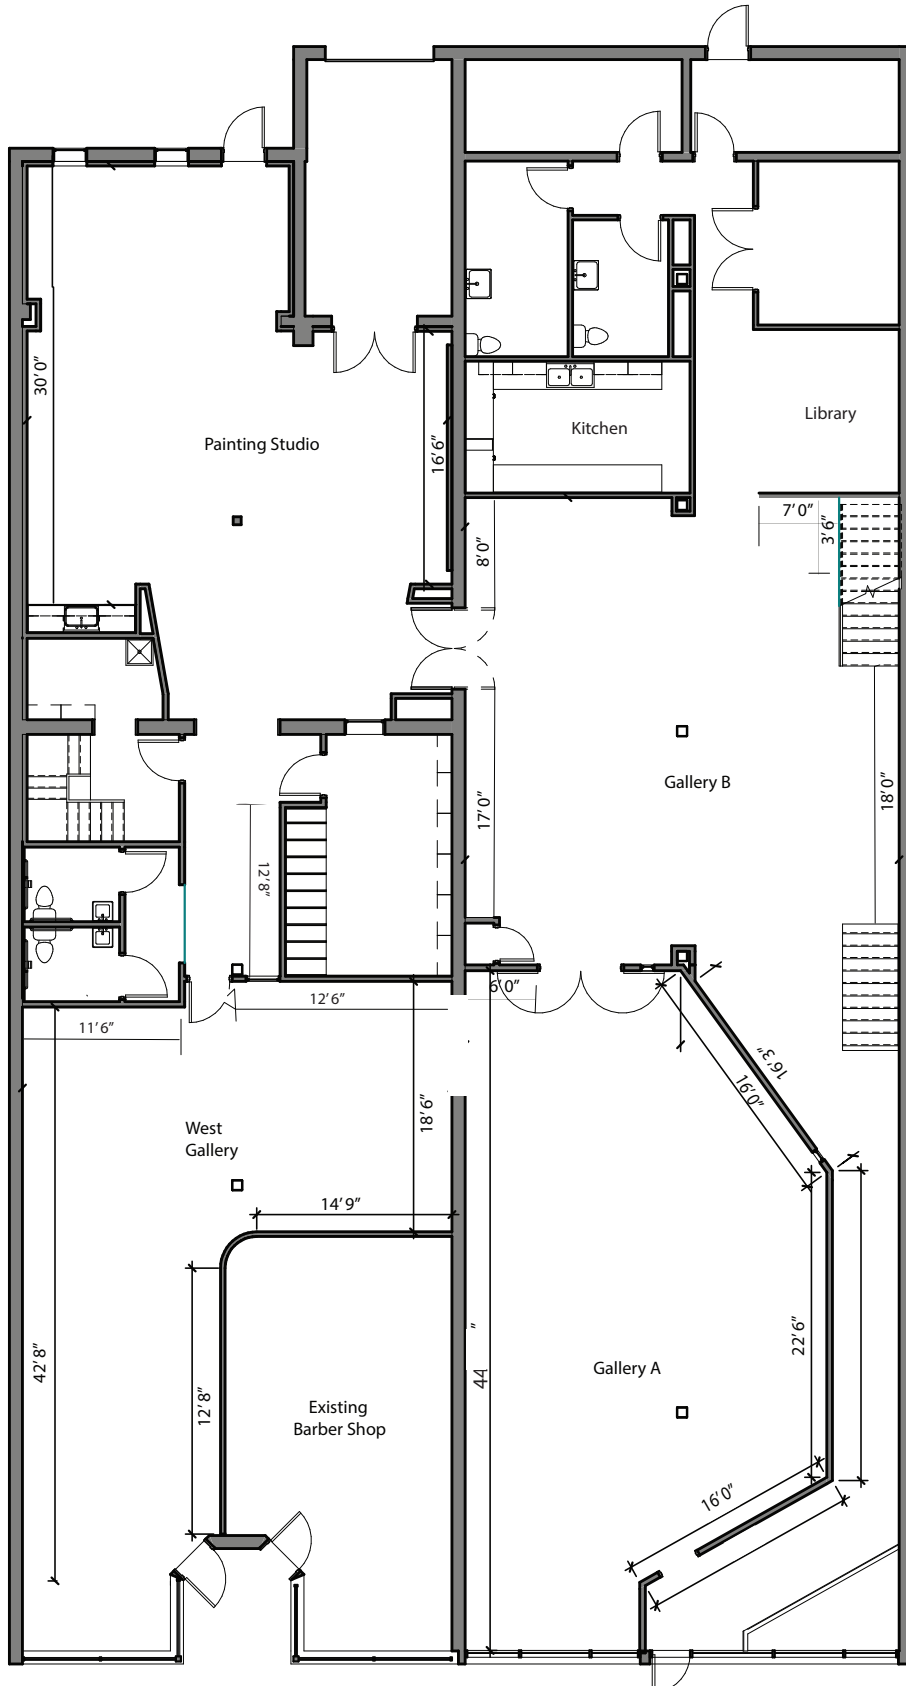 30'0"
Painting Studio
16'6"
Kitchen
Library
7'0"
3'6"
8'0"
17'0"
Gallery B
18'0"
12'8"
12'6"
6'0"
11'6"
16'3"
16'0"
18'6"
West
Gallery
14'9"
42'8"
12'8"
Existing
Barber Shop
44 "
Gallery A
22'6"
16'0"